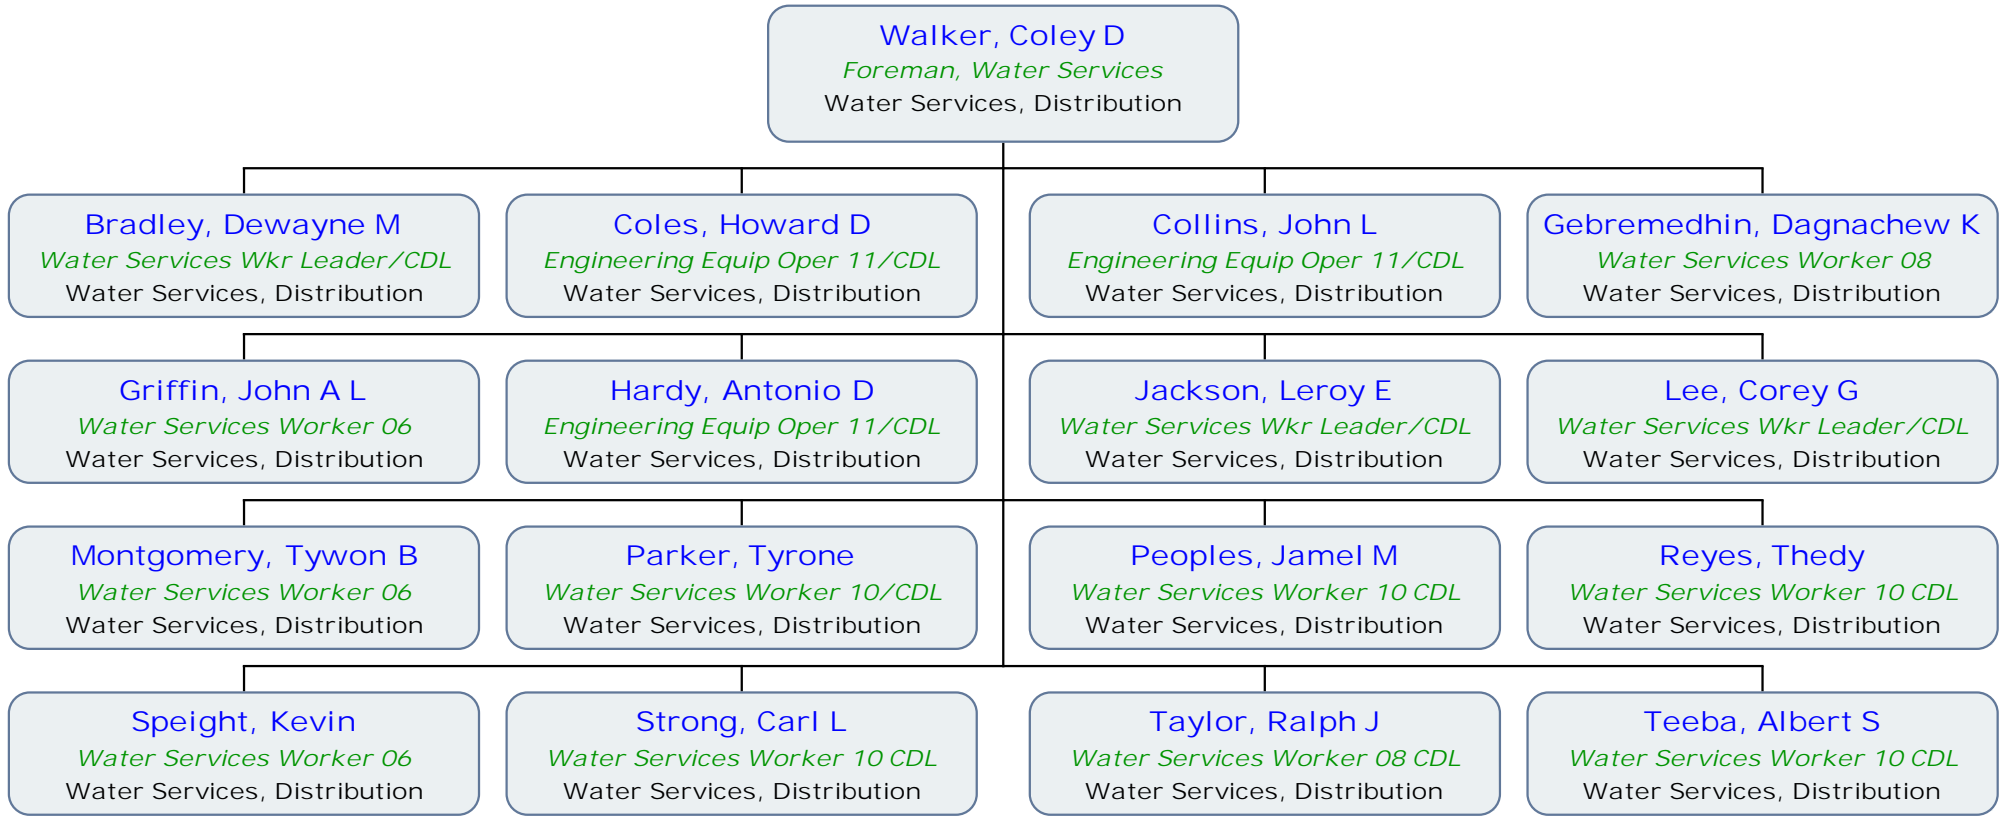 Walker, Coley D
Foreman, Water Services
Water Services, Distribution
Bradley, Dewayne M
Water Services Wkr Leader/CDL
Water Services, Distribution
Coles, Howard D
Engineering Equip Oper 11/CDL
Water Services, Distribution
Collins, John L
Engineering Equip Oper 11/CDL
Water Services, Distribution
Gebremedhin, Dagnachew K
Water Services Worker 08
Water Services, Distribution
Griffin, John A L
Water Services Worker 06
Water Services, Distribution
Hardy, Antonio D
Engineering Equip Oper 11/CDL
Water Services, Distribution
Jackson, Leroy E
Water Services Wkr Leader/CDL
Water Services, Distribution
Lee, Corey G
Water Services Wkr Leader/CDL
Water Services, Distribution
Montgomery, Tywon B
Water Services Worker 06
Water Services, Distribution
Parker, Tyrone
Water Services Worker 10/CDL
Water Services, Distribution
Peoples, Jamel M
Water Services Worker 10 CDL
Water Services, Distribution
Reyes, Thedy
Water Services Worker 10 CDL
Water Services, Distribution
Speight, Kevin
Water Services Worker 06
Water Services, Distribution
Strong, Carl L
Water Services Worker 10 CDL
Water Services, Distribution
Taylor, Ralph J
Water Services Worker 08 CDL
Water Services, Distribution
Teeba, Albert S
Water Services Worker 10 CDL
Water Services, Distribution